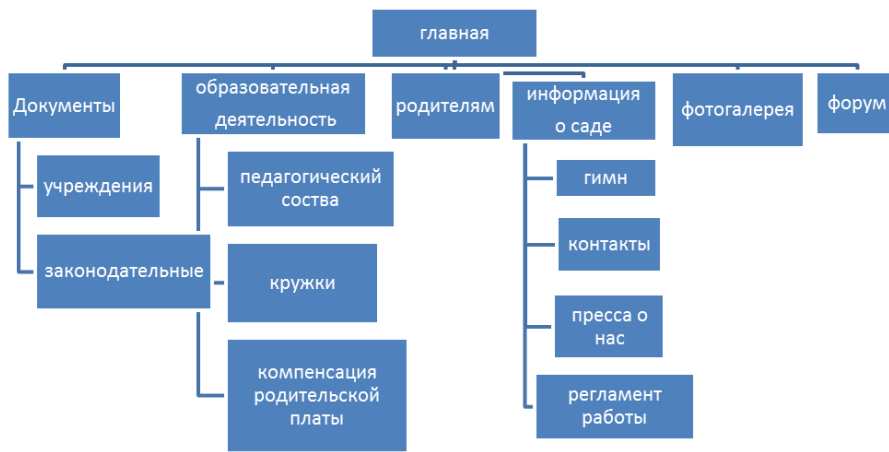 главная
Документы
образовательная
деятельность
родителям
информация
о саде
фотогалерея
форум
учреждения
законодательные
педагогический
соства
кружки
компенсация
родительской
платы
гимн
контакты
пресса о
нас
регламент
работы